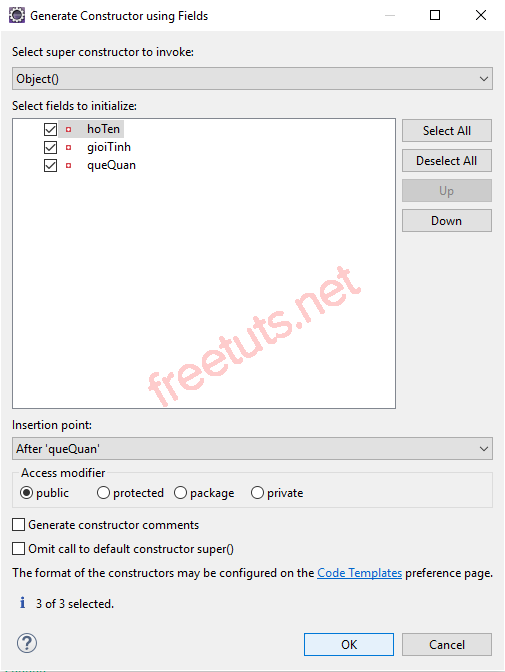 Generate Constructor using Fields
Select super constructor to invoke:
Object()
Select fields to initialize:
hoTen
gioiTinh
queQuan
Select All
Deselect All
Up
Down
freetuts.net
Insertion point:
After 'queQuan'
Access modifier
public protected package private
Generate constructor comments
Omit call to default constructor super()
The format of the constructors may be configured on the Code Templates preference page.
i 3 of 3 selected.
? OK Cancel